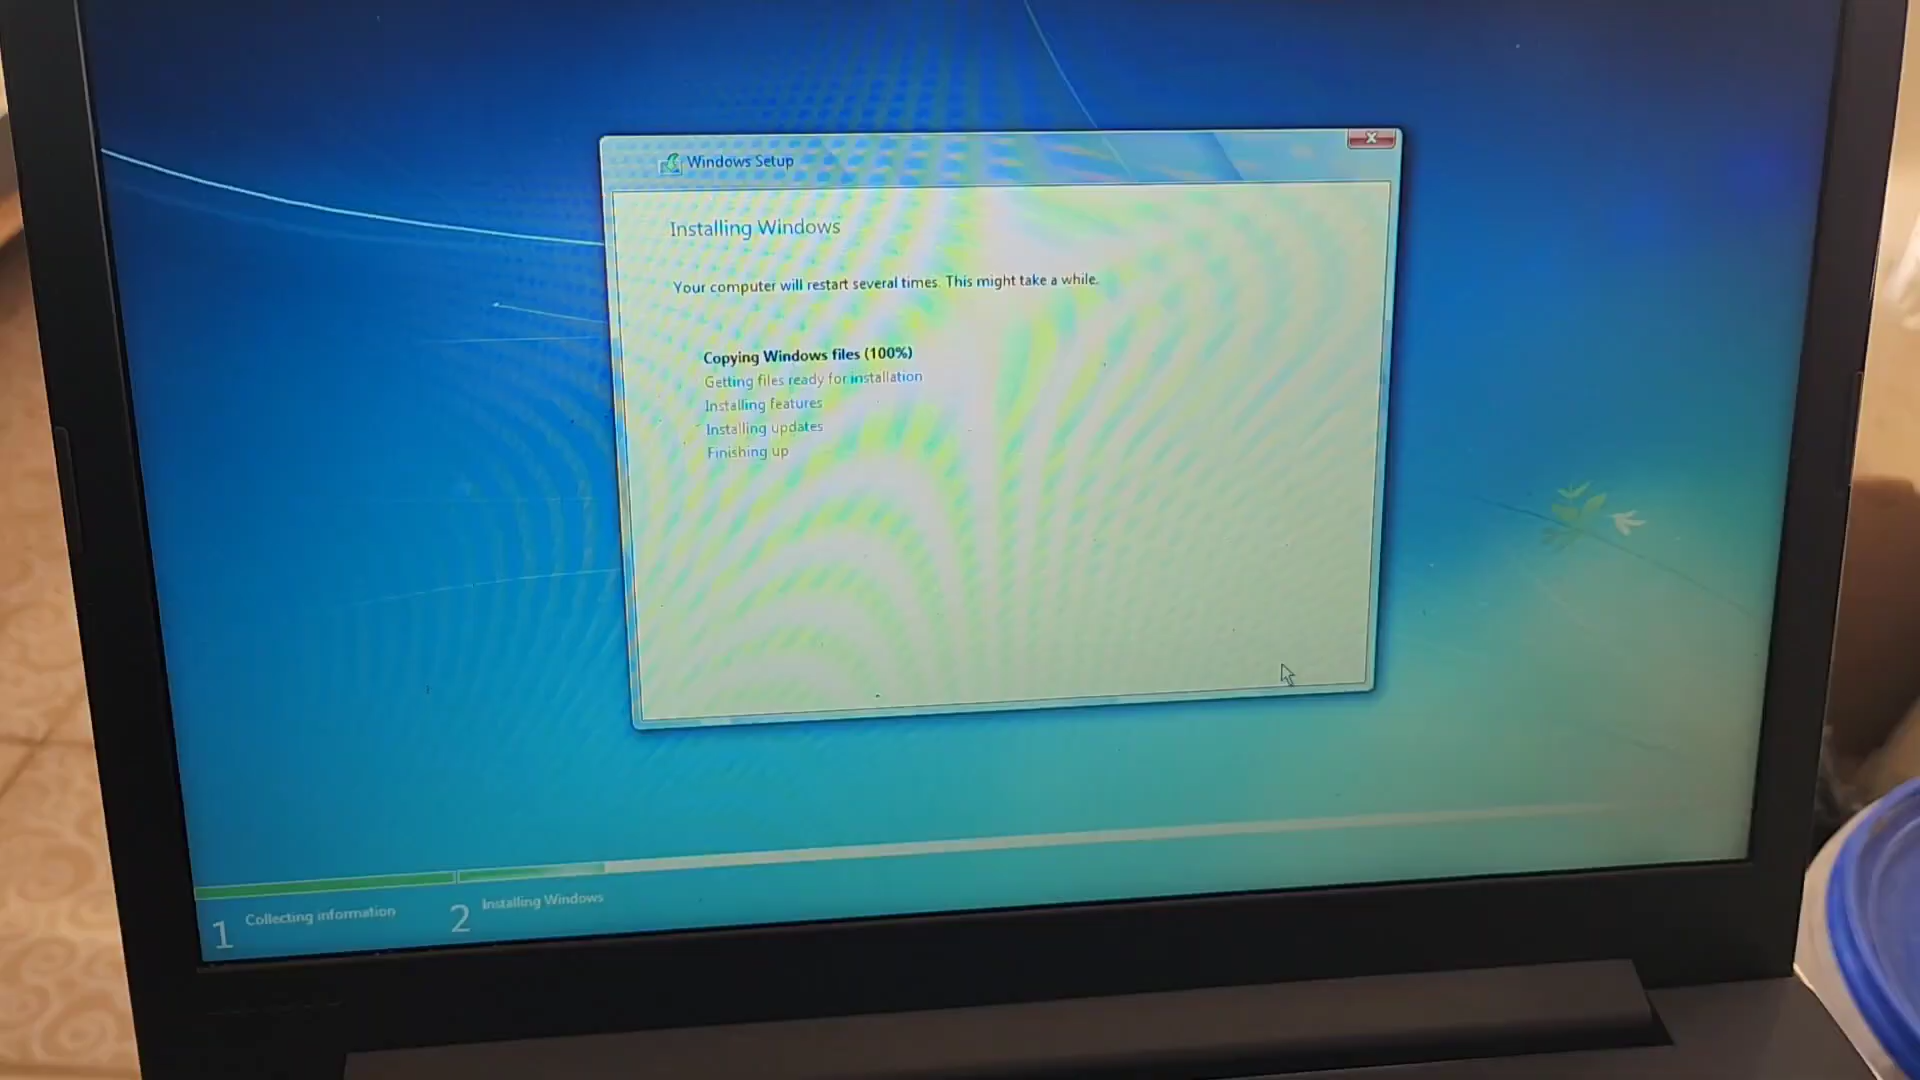 Windows Setup
Installing Windows
Your computer will restart several times. This might take a while.
Copying Windows files (100%)
Getting files ready for installation
Installing features
Installing updates
Finishing up
1 Collecting information
2 Installing Windows